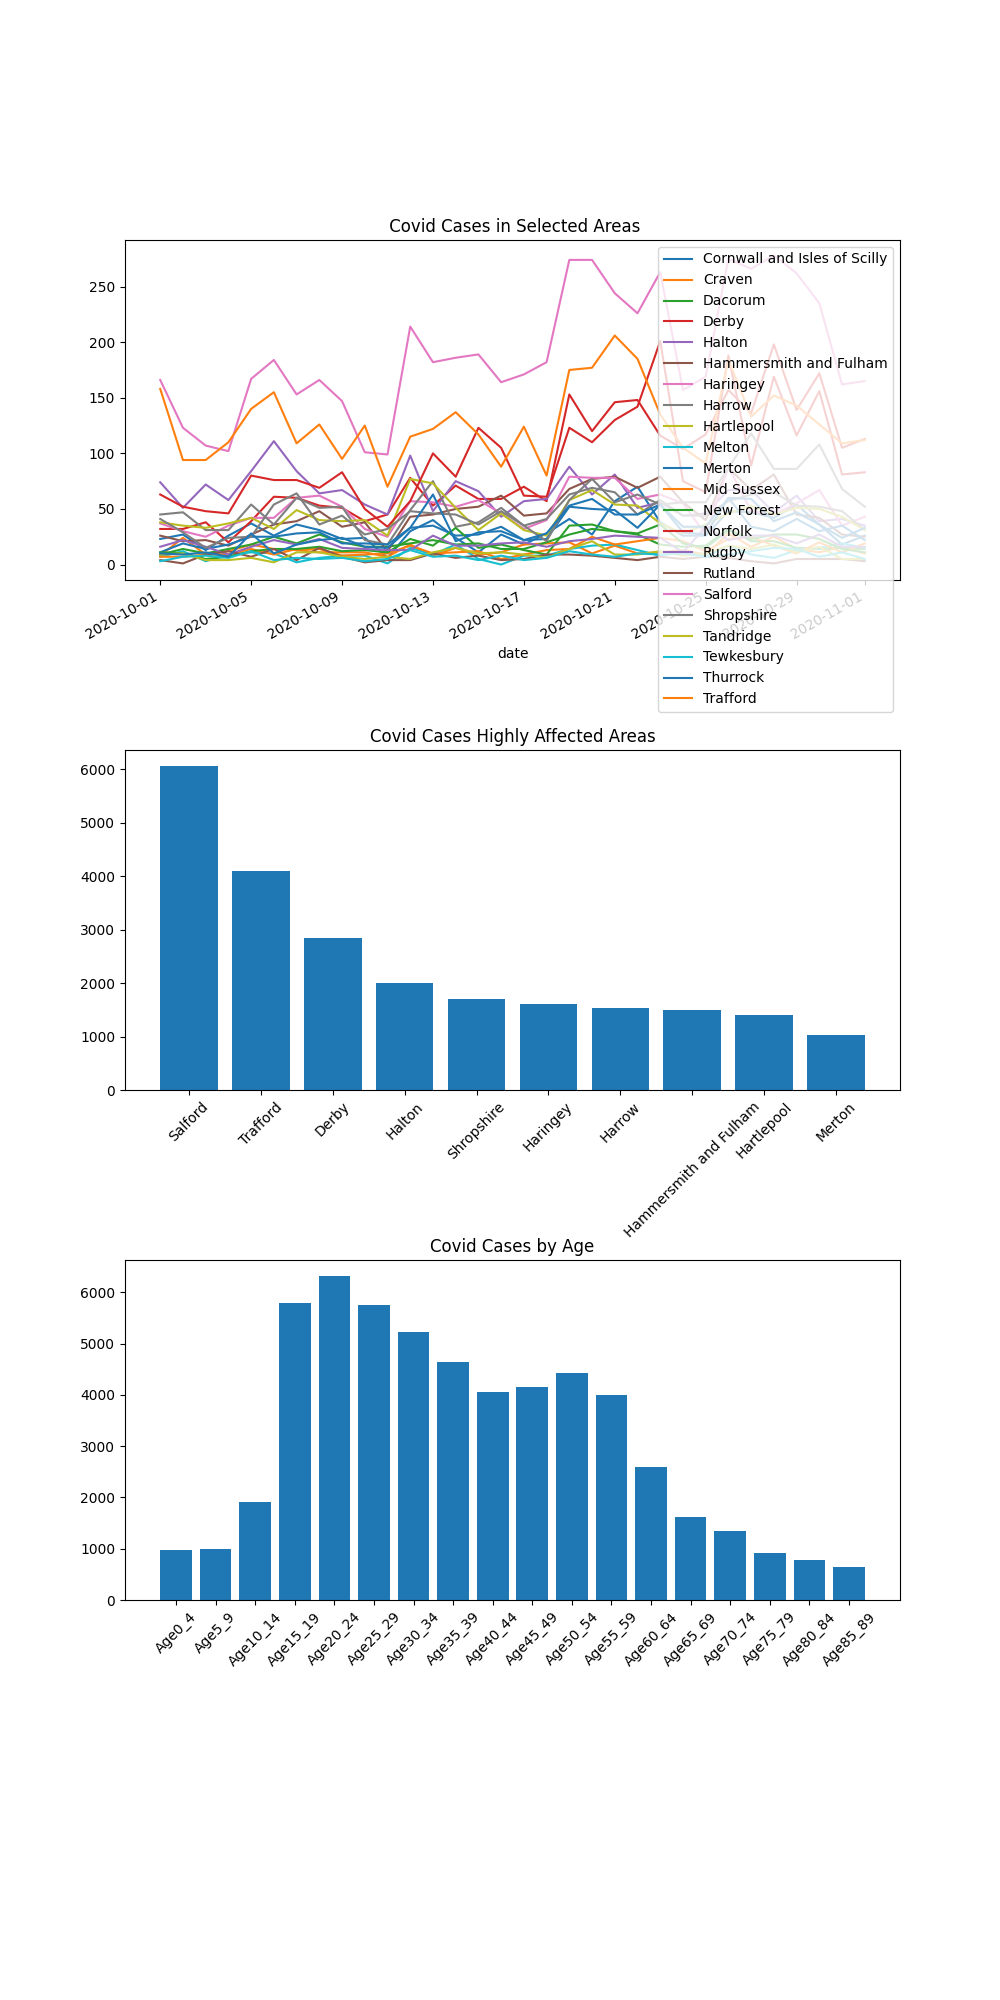 Covid Cases in Selected Areas
250
200
150
100
50
0
Cornwall and Isles of Scilly
Craven
Dacorum
Derby
Halton
Hammersmith and Fulham
Haringey
Harrow
Hartlepool
Melton
Merton
Mid Sussex
New Forest
Norfolk
Rugby
Rutland
Salford
Shropshire
Tandridge
Tewkesbury
Thurrock
Trafford
2020-10-01
2020-10-05
2020-10-09
2020-10-13
2020-10-17
2020-10-21
2020-10-25
2020-10-29
2020-11-01
date
Covid Cases Highly Affected Areas
6000
5000
4000
3000
2000
1000
0
Salford
Trafford
Derby
Halton
Shropshire
Haringey
Harrow
Hammersmith and Fulham
Hartlepool
Merton
Covid Cases by Age
6000
5000
4000
3000
2000
1000
0
Age0_4
Age5_9
Age10_14
Age15_19
Age20_24
Age25_29
Age30_34
Age35_39
Age40_44
Age45_49
Age50_54
Age55_59
Age60_64
Age65_69
Age70_74
Age75_79
Age80_84
Age85_89